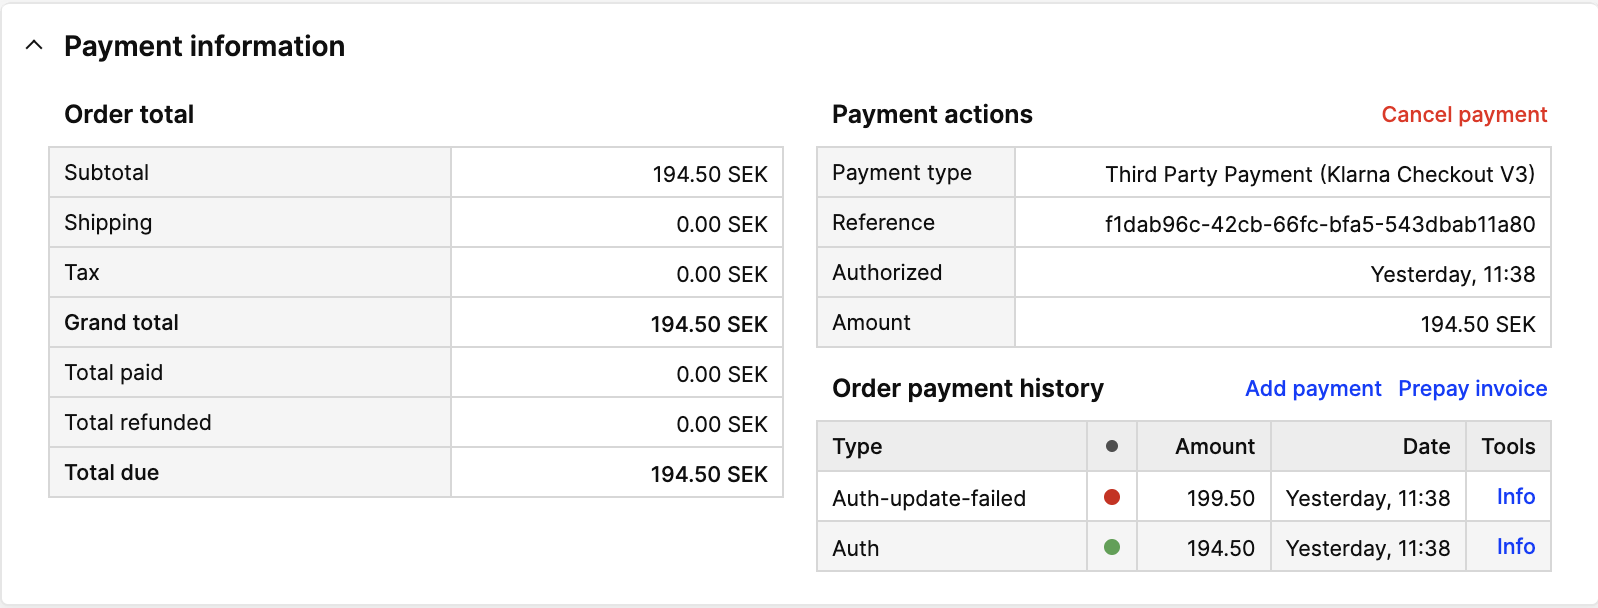 Payment information
Order total
Subtotal 194.50 SEK
Shipping 0.00 SEK
Tax 0.00 SEK
Grand total 194.50 SEK
Total paid 0.00 SEK
Total refunded 0.00 SEK
Total due 194.50 SEK
Payment actions Cancel payment
Payment type Third Party Payment (Klarna Checkout V3)
Reference f1dab96c-42cb-66fc-bfa5-543dbab11a80
Authorized Yesterday, 11:38
Amount 194.50 SEK
Order payment history Add payment Prepay invoice
Type Amount Date Tools
Auth-update-failed 199.50 Yesterday, 11:38 Info
Auth 194.50 Yesterday, 11:38 Info